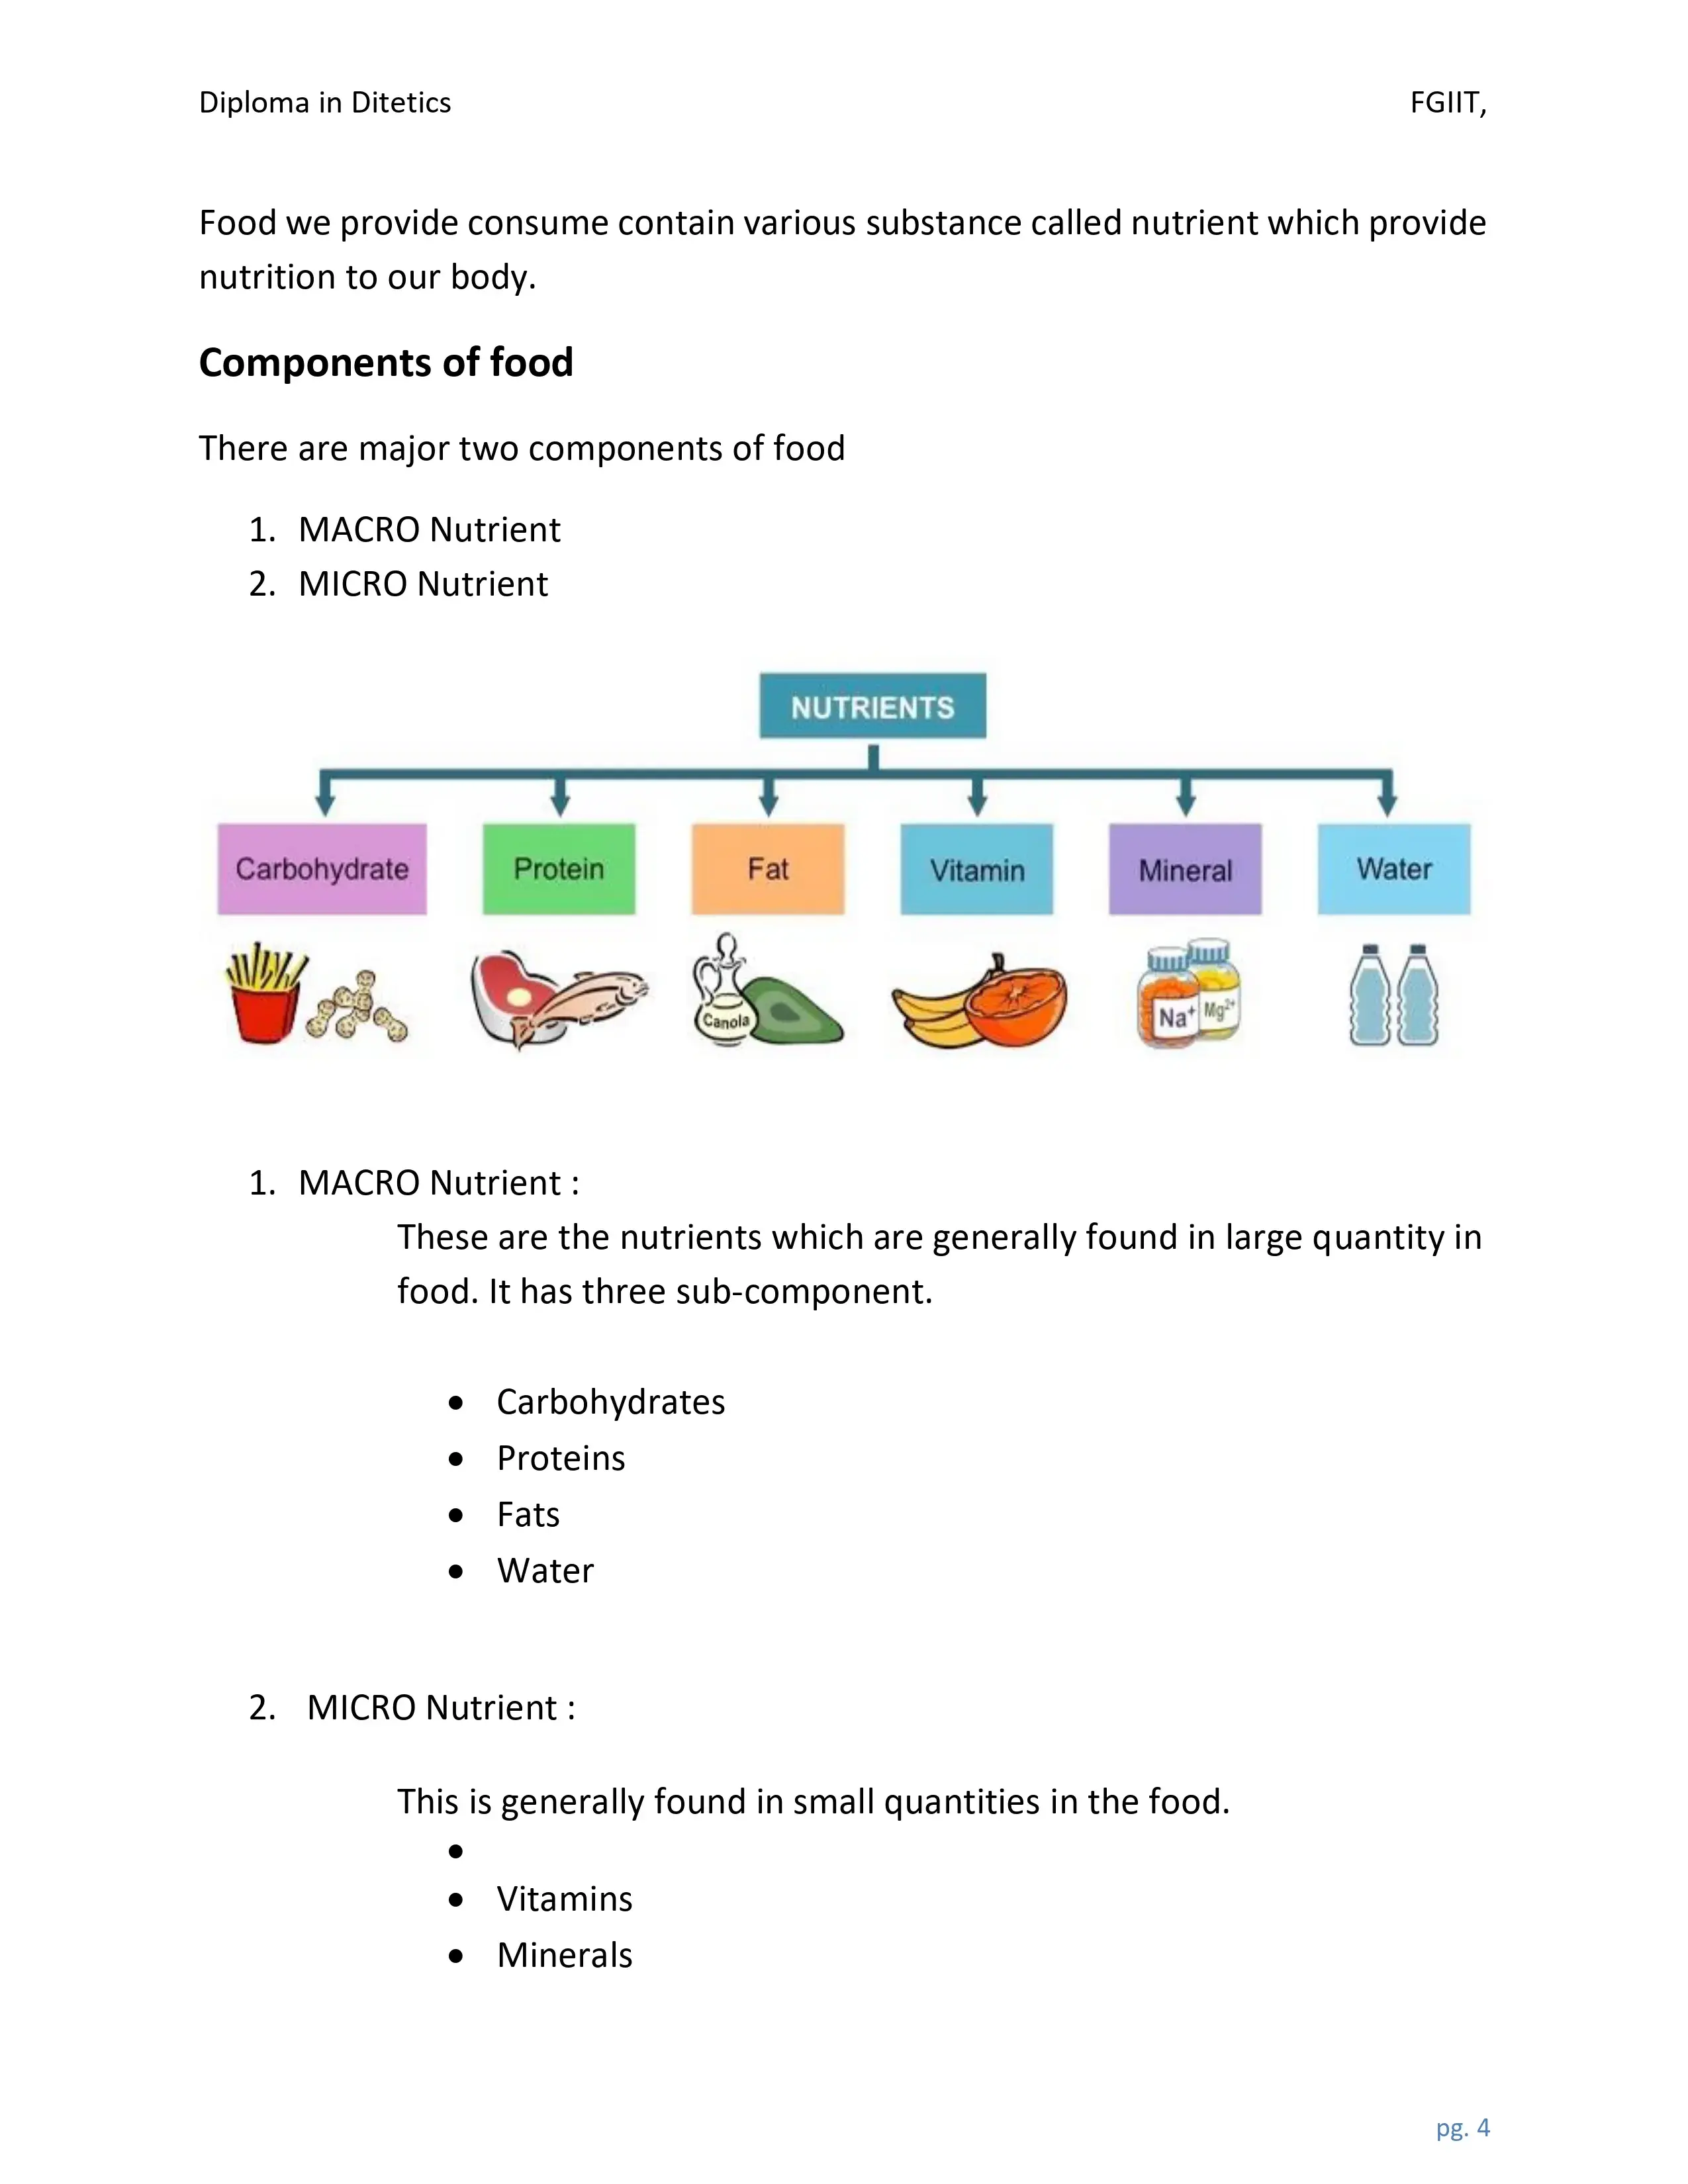 Diploma in Ditetics FGIIT,
Food we provide consume contain various substance called nutrient which provide
nutrition to our body.
Components of food
There are major two components of food
1. MACRO Nutrient
2. MICRO Nutrient
NUTRIENTS
Carbohydrate Protein Fat Vitamin Mineral Water
Canola Na⁺ Mg²⁺
1. MACRO Nutrient :
These are the nutrients which are generally found in large quantity in
food. It has three sub-component.
• Carbohydrates
• Proteins
• Fats
• Water
2. MICRO Nutrient :
This is generally found in small quantities in the food.
•
• Vitamins
• Minerals
pg. 4